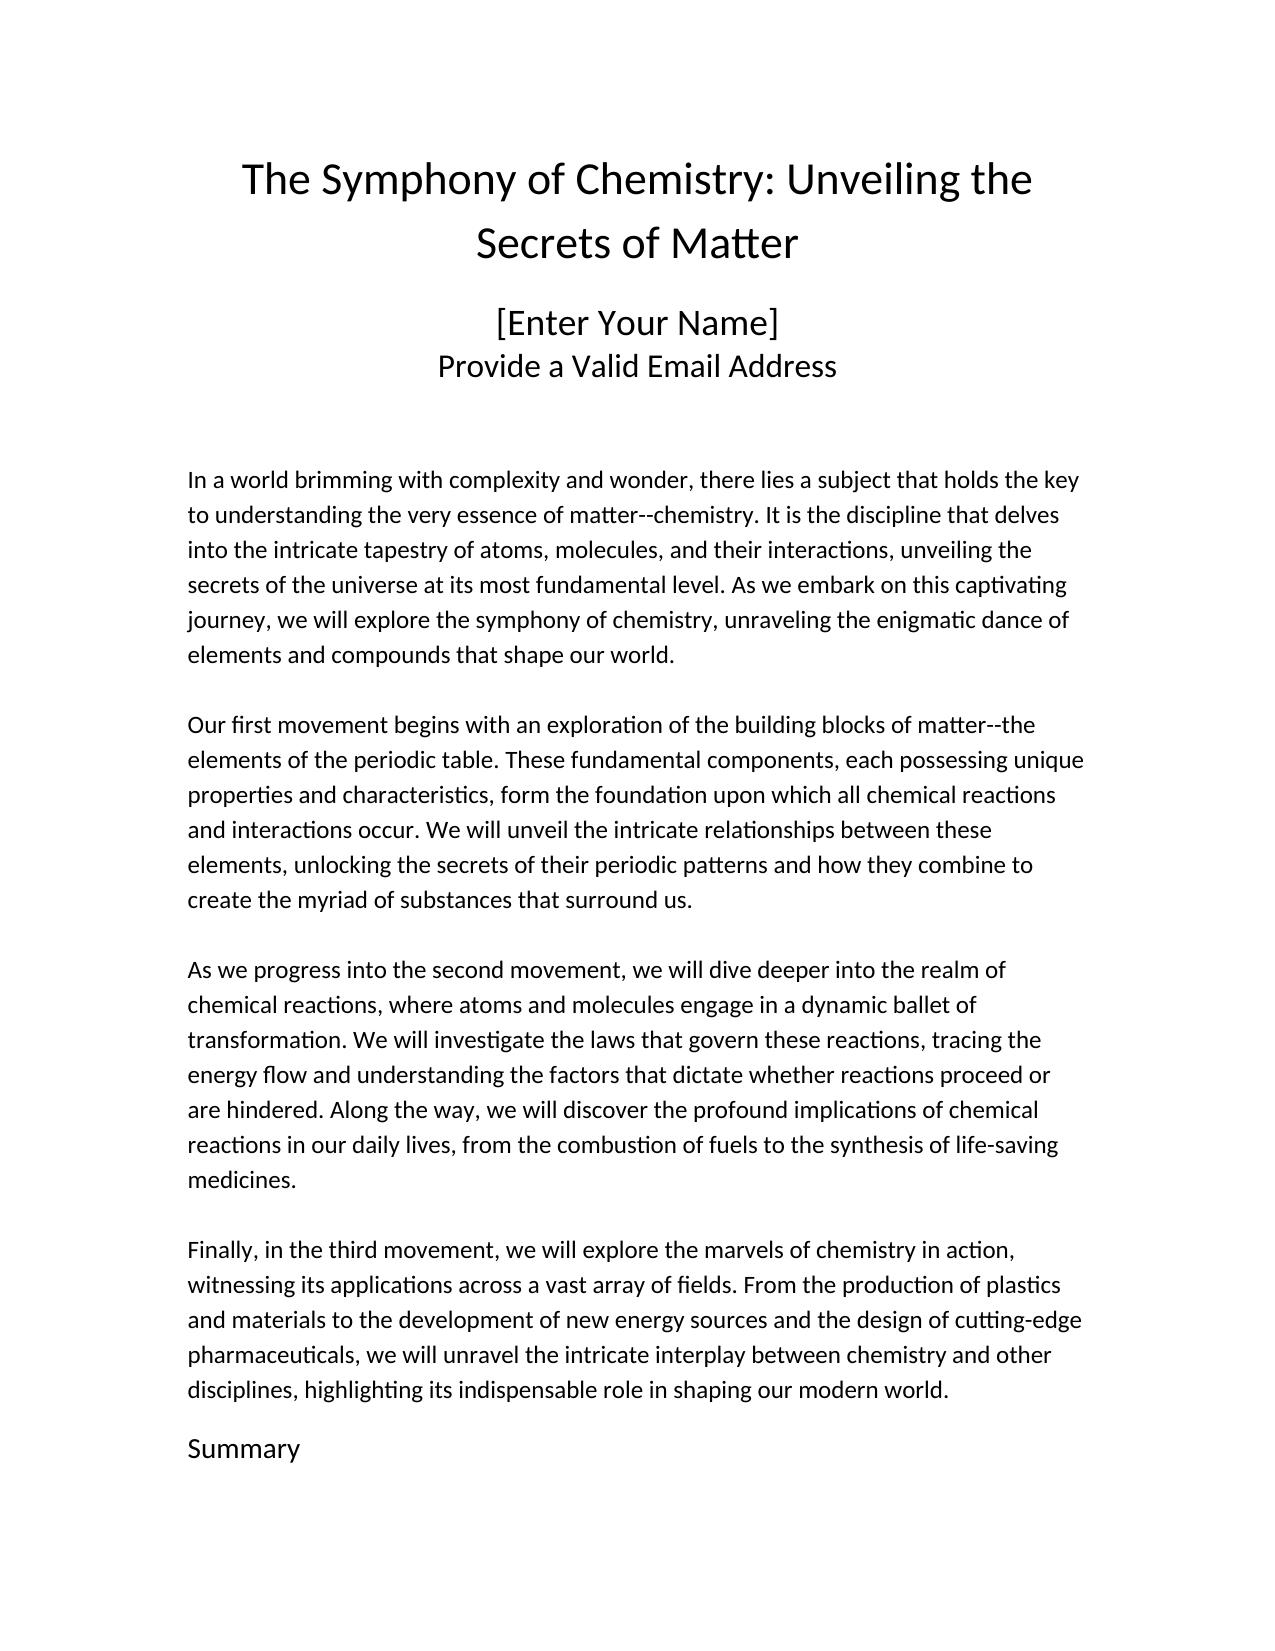 The Symphony of Chemistry: Unveiling the
Secrets of Matter
[Enter Your Name]
Provide a Valid Email Address
In a world brimming with complexity and wonder, there lies a subject that holds the key
to understanding the very essence of matter--chemistry. It is the discipline that delves
into the intricate tapestry of atoms, molecules, and their interactions, unveiling the
secrets of the universe at its most fundamental level. As we embark on this captivating
journey, we will explore the symphony of chemistry, unraveling the enigmatic dance of
elements and compounds that shape our world.
Our first movement begins with an exploration of the building blocks of matter--the
elements of the periodic table. These fundamental components, each possessing unique
properties and characteristics, form the foundation upon which all chemical reactions
and interactions occur. We will unveil the intricate relationships between these
elements, unlocking the secrets of their periodic patterns and how they combine to
create the myriad of substances that surround us.
As we progress into the second movement, we will dive deeper into the realm of
chemical reactions, where atoms and molecules engage in a dynamic ballet of
transformation. We will investigate the laws that govern these reactions, tracing the
energy flow and understanding the factors that dictate whether reactions proceed or
are hindered. Along the way, we will discover the profound implications of chemical
reactions in our daily lives, from the combustion of fuels to the synthesis of life-saving
medicines.
Finally, in the third movement, we will explore the marvels of chemistry in action,
witnessing its applications across a vast array of fields. From the production of plastics
and materials to the development of new energy sources and the design of cutting-edge
pharmaceuticals, we will unravel the intricate interplay between chemistry and other
disciplines, highlighting its indispensable role in shaping our modern world.
Summary